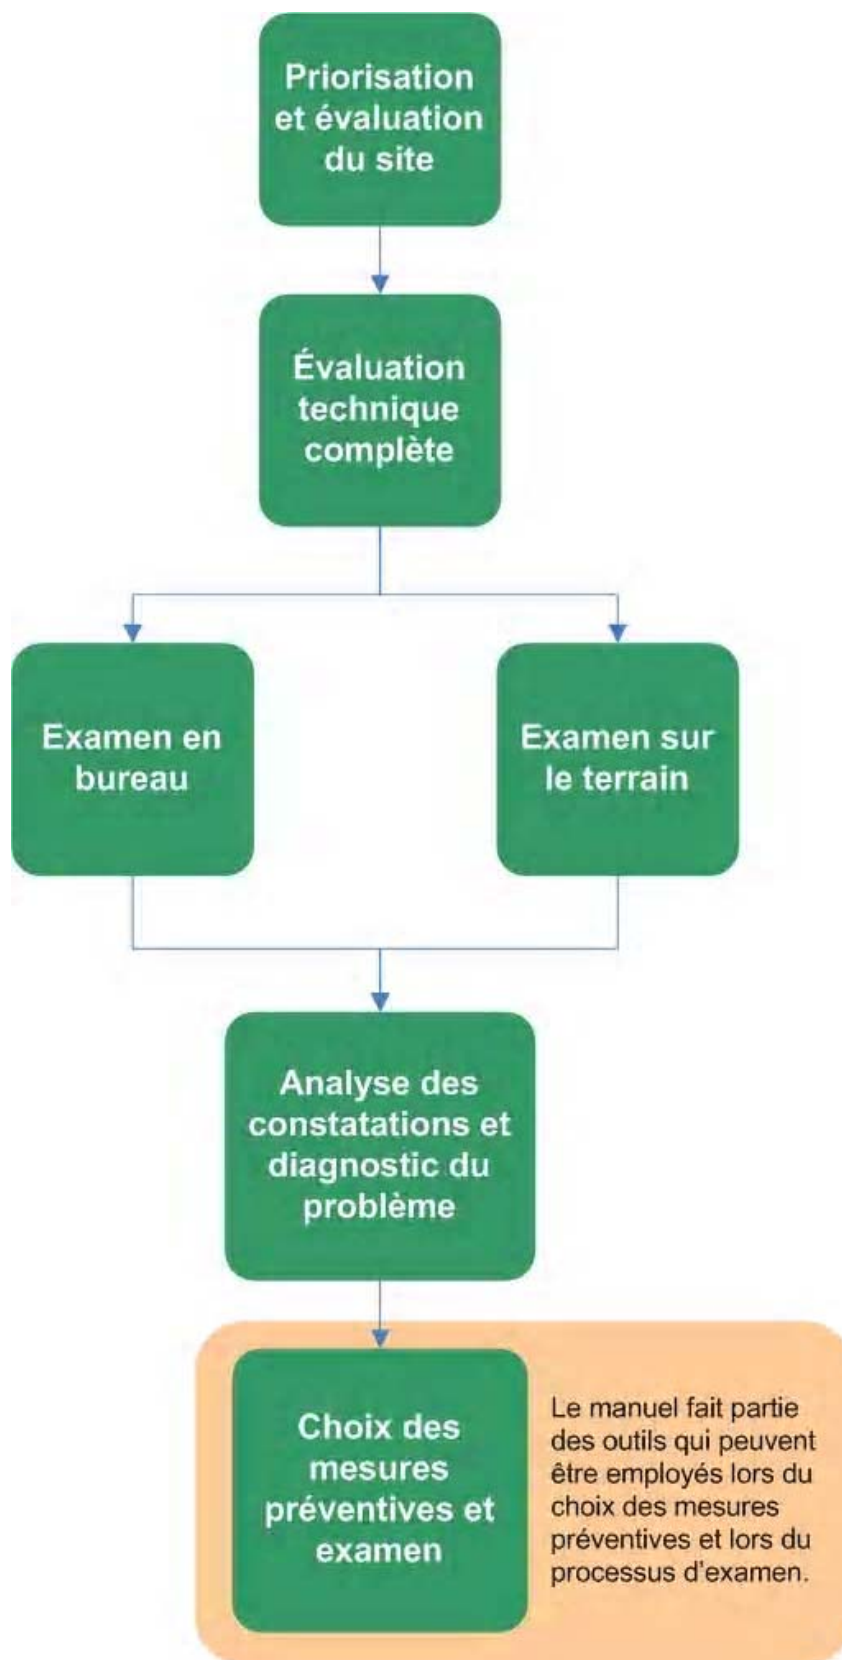 Priorisation
et évaluation
du site
Évaluation
technique
complète
Examen en
bureau
Examen sur
le terrain
Analyse des
constatations et
diagnostic du
problème
Choix des
mesures
préventives et
examen
Le manuel fait partie
des outils qui peuvent
être employés lors du
choix des mesures
préventives et lors du
processus d'examen.